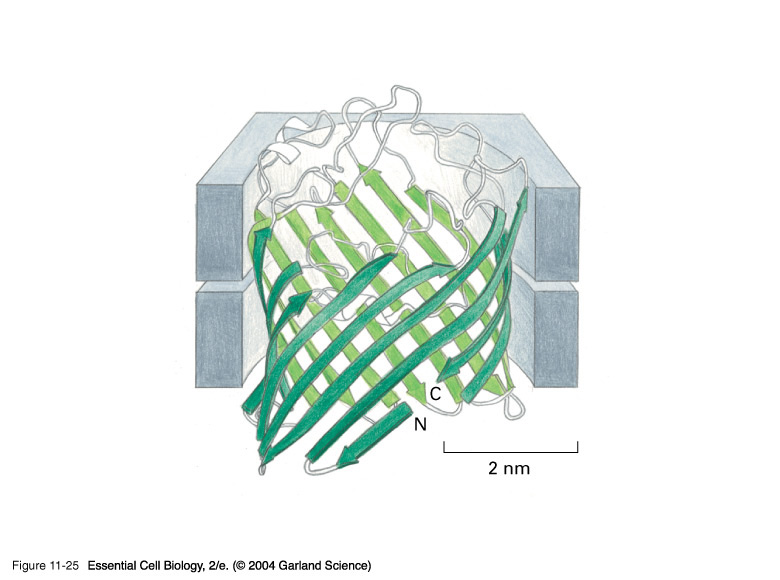 C
N
2 nm
Figure 11-25 Essential Cell Biology, 2/e. (© 2004 Garland Science)